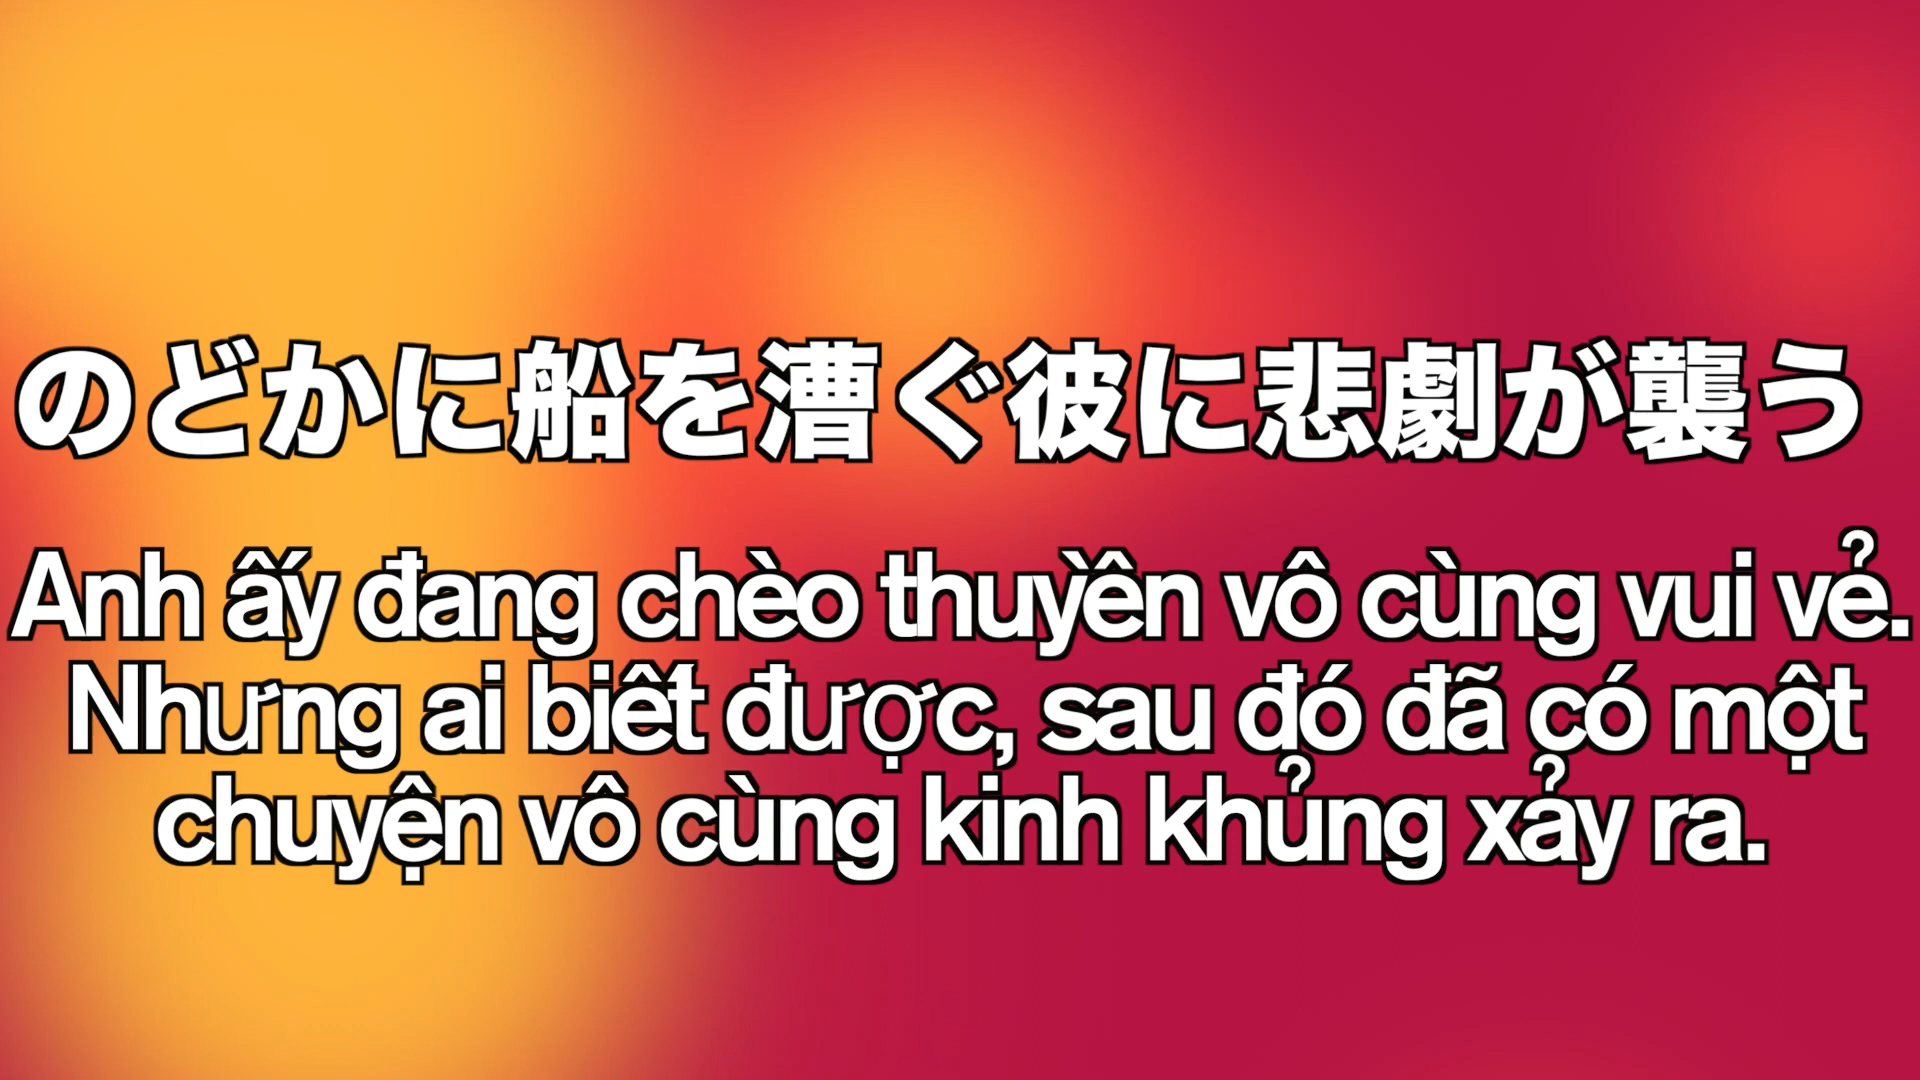 のどかに船を漕ぐ彼に悲劇が襲う
Anh ấy đang chèo thuyền vô cùng vui vẻ.
Nhưng ai biết được, sau đó đã có một
chuyện vô cùng kinh khủng xảy ra.